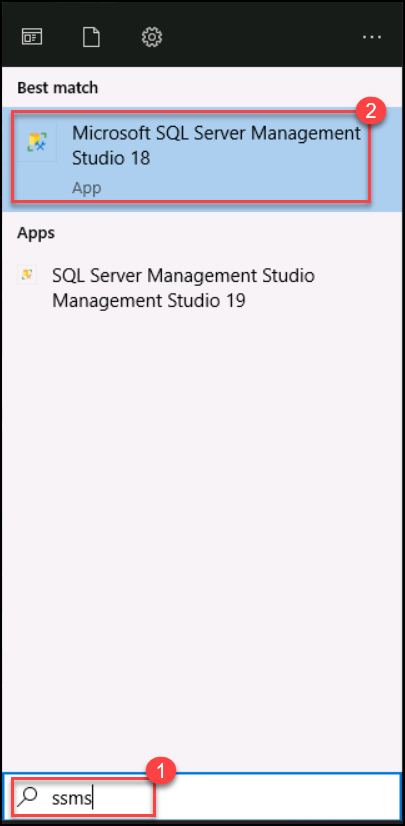 ...
Best match
2
Microsoft SQL Server Management
Studio 18
App
Apps
SQL Server Management Studio
Management Studio 19
1
ssms